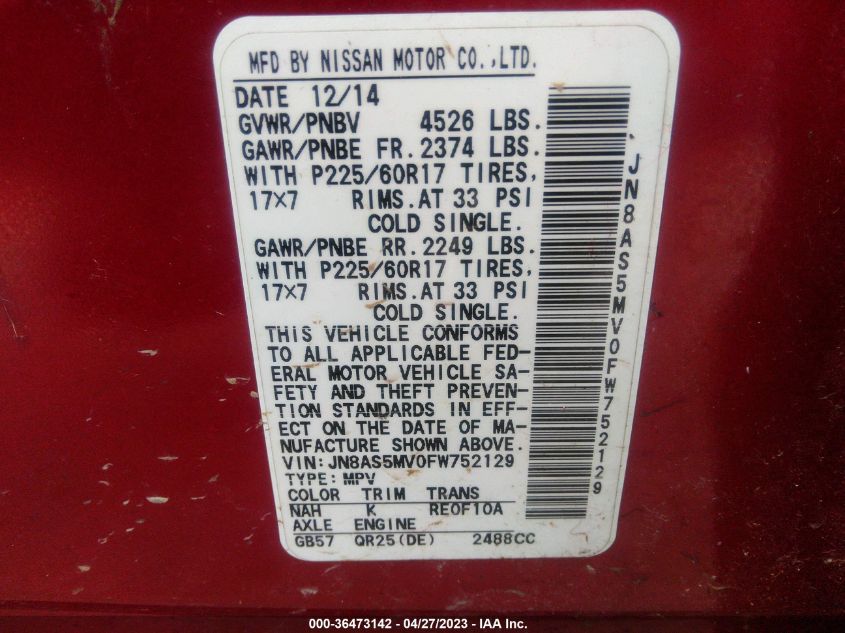 MFD BY NISSAN MOTOR CO.,LTD.
DATE 12/14
GVWR/PNBV 4526 LBS.
GAWR/PNBE FR. 2374 LBS.
WITH P225/60R17 TIRES,
17×7 RIMS. AT 33 PSI
COLD SINGLE.
GAWR/PNBE RR. 2249 LBS.
WITH P225/60R17 TIRES,
17×7 RIMS. AT 33 PSI
COLD SINGLE.
THIS VEHICLE CONFORMS
TO ALL APPLICABLE FED-
ERAL MOTOR VEHICLE SA-
FETY AND THEFT PREVEN-
TION STANDARDS IN EFF-
ECT ON THE DATE OF MA-
NUFACTURE SHOWN ABOVE.
VIN: JN8AS5MV0FW752129
TYPE: MPV
COLOR TRIM TRANS
NAH K RE0F10A
AXLE ENGINE
GB57 QR25(DE) 2488CC
JN8AS5MV0FW752129
000-36473142 - 04/27/2023 - IAA Inc.